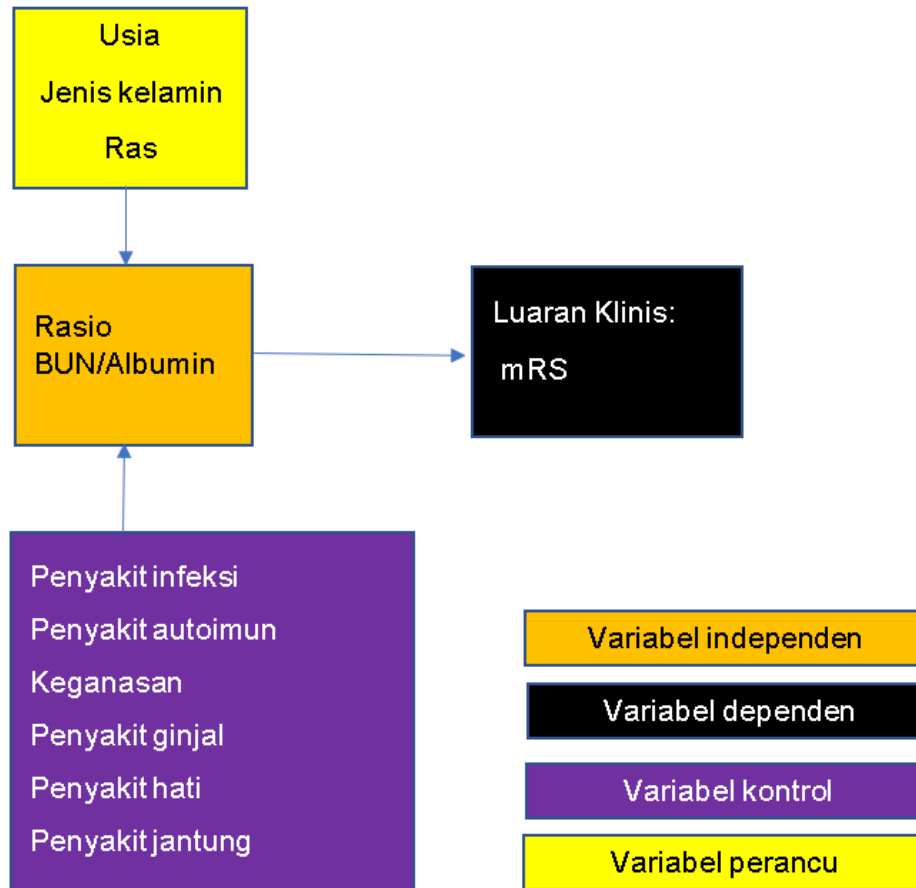 Usia
Jenis kelamin
Ras
Rasio
BUN/Albumin
Luaran Klinis:
mRS
Penyakit infeksi
Penyakit autoimun
Keganasan
Penyakit ginjal
Penyakit hati
Penyakit jantung
Variabel independen
Variabel dependen
Variabel kontrol
Variabel perancu